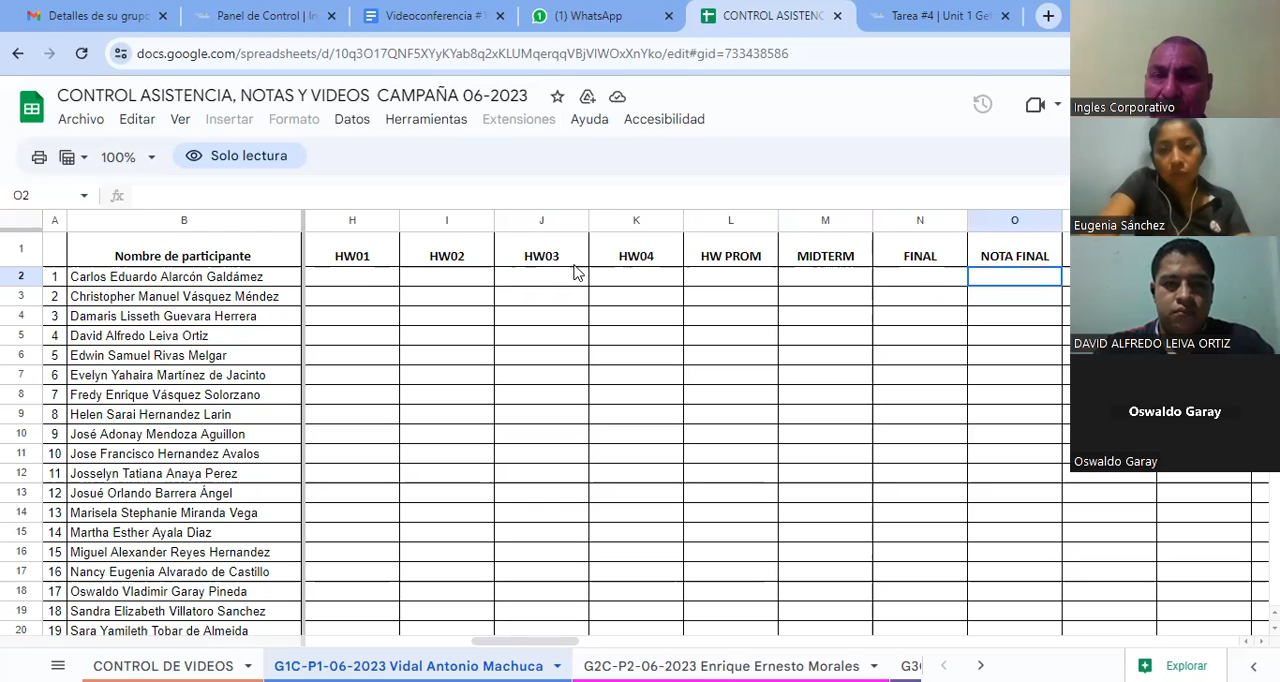 Detalles de su grupo
Panel de Control | In
Videoconferencia #
(1) WhatsApp
CONTROL ASISTENC
Tarea #4 | Unit 1 Get
docs.google.com/spreadsheets/d/
/edit#gid=733438586
CONTROL ASISTENCIA, NOTAS Y VIDEOS. CAMPAÑA 06-2023
Archivo Editar Ver Insertar Formato Datos Herramientas Extensiones Ayuda Accesibilidad
100% Solo lectura
O2 fx
A B H I J K L M N O
1 Nombre de participante HW01 HW02 HW03 HW04 HW PROM MIDTERM FINAL NOTA FINAL
2 1 Carlos Eduardo Alarcón Galdámez
3 2 Christopher Manuel Vásquez Méndez
4 3 Damaris Lisseth Guevara Herrera
5 4 David Alfredo Leiva Ortiz
6 5 Edwin Samuel Rivas Melgar
7 6 Evelyn Yahaira Martínez de Jacinto
8 7 Fredy Enrique Vásquez Solorzano
9 8 Helen Sarai Hernandez Larin
10 9 José Adonay Mendoza Aguillon
11 10 Jose Francisco Hernandez Avalos
12 11 Josselyn Tatiana Anaya Perez
13 12 Josué Orlando Barrera Ángel
14 13 Marisela Stephanie Miranda Vega
15 14 Martha Esther Ayala Diaz
16 15 Miguel Alexander Reyes Hernandez
17 16 Nancy Eugenia Alvarado de Castillo
18 17 Oswaldo Vladimir Garay Pineda
19 18 Sandra Elizabeth Villatoro Sanchez
20 19 Sara Yamileth Tobar de Almeida
CONTROL DE VIDEOS
G1C-P1-06-2023 Vidal Antonio Machuca
G2C-P2-06-2023 Enrique Ernesto Morales
Explorar
Ingles Corporativo
Eugenia Sánchez
DAVID ALFREDO LEIVA ORTIZ
Oswaldo Garay
Oswaldo Garay